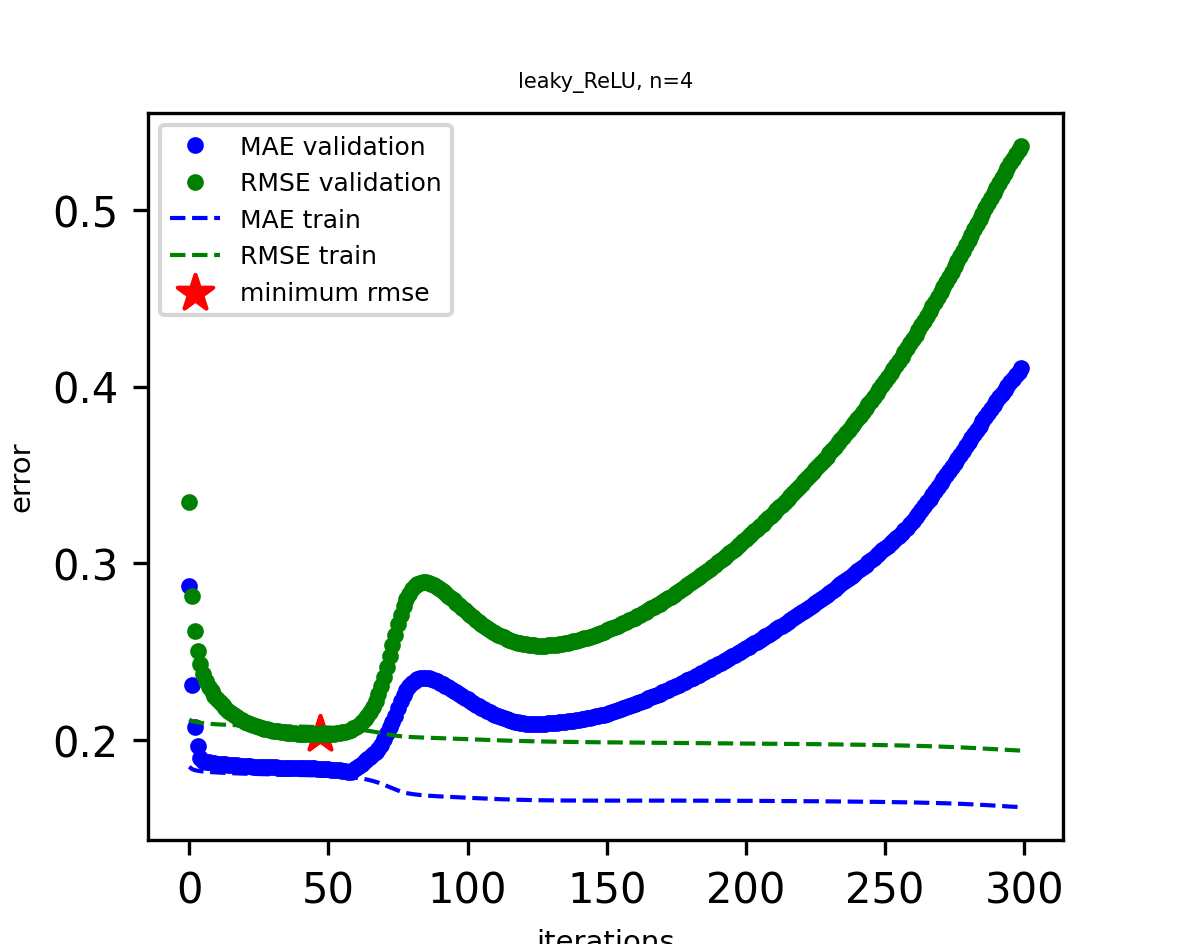 leaky_ReLU, n=4
MAE validation
RMSE validation
MAE train
RMSE train
minimum rmse
error
0.5
0.4
0.3
0.2
0 50 100 150 200 250 300
iterations